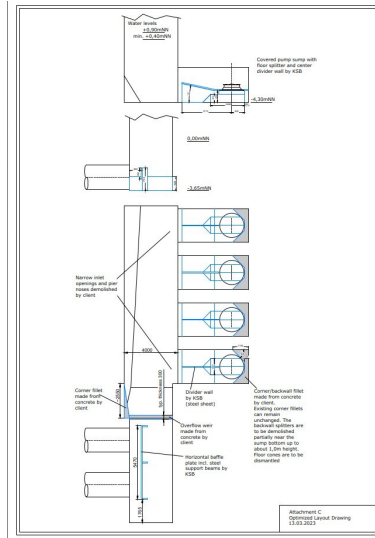 Water levels
+0,90mNN
min. +0,40mNN
Covered pump sump with
floor splitter and center
divider wall by KSB
-4,30mNN
0,00mNN
-3,65mNN
Narrow inlet
openings and pier
noses demolished
by client
4000
Corner fillet
made from
concrete by
client
Divider wall
by KSB
(steel sheet)
Corner/backwall fillet
made from concrete
by client.
Existing corner fillets
can remain
unchanged. The
backwall splitters are
to be demolished
partially near the
sump bottom up to
about 1,0m height.
Floor cones are to be
dismantled
Overflow weir
made from
concrete by
client
Horizontal baffle
plate incl. steel
support beams by
KSB
5470
1765
Attachment C
Optimized Layout Drawing
13.03.2023